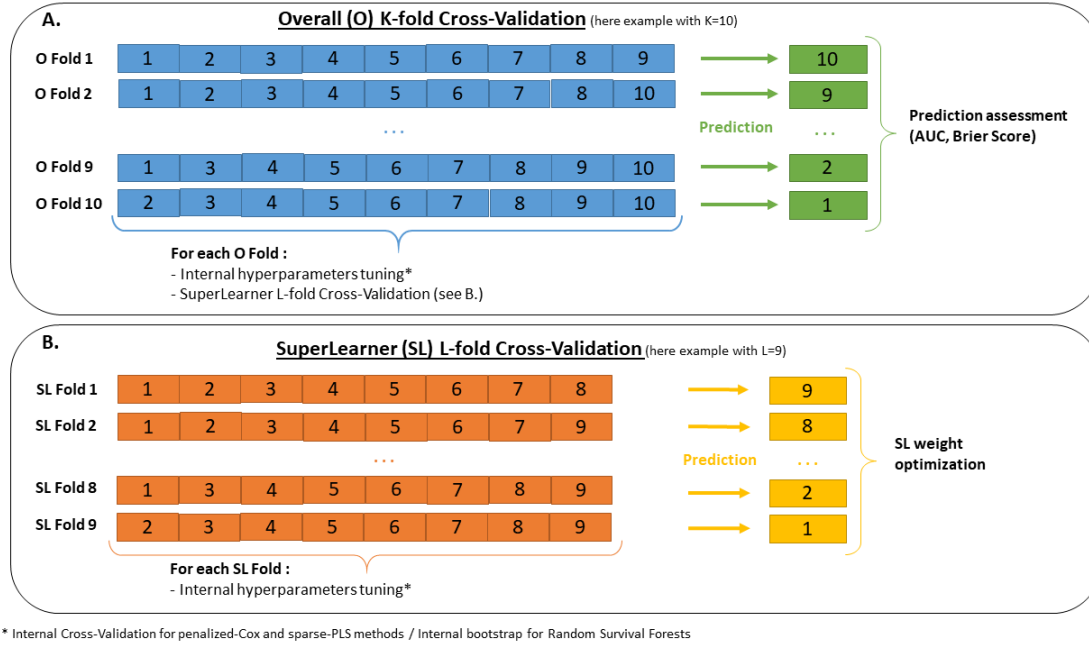 A.
Overall (O) K-fold Cross-Validation (here example with K=10)
O Fold 1 1 2 3 4 5 6 7 8 9 10
O Fold 2 1 2 3 4 5 6 7 8 10 9
... Prediction ...
Prediction assessment
(AUC, Brier Score)
O Fold 9 1 3 4 5 6 7 8 9 10 2
O Fold 10 2 3 4 5 6 7 8 9 10 1
For each O Fold :
- Internal hyperparameters tuning*
- SuperLearner L-fold Cross-Validation (see B.)
B.
SuperLearner (SL) L-fold Cross-Validation (here example with L=9)
SL Fold 1 1 2 3 4 5 6 7 8 9
SL Fold 2 1 2 3 4 5 6 7 9 8
... Prediction ...
SL weight
optimization
SL Fold 8 1 3 4 5 6 7 8 9 2
SL Fold 9 2 3 4 5 6 7 8 9 1
For each SL Fold :
- Internal hyperparameters tuning*
* Internal Cross-Validation for penalized-Cox and sparse-PLS methods / Internal bootstrap for Random Survival Forests